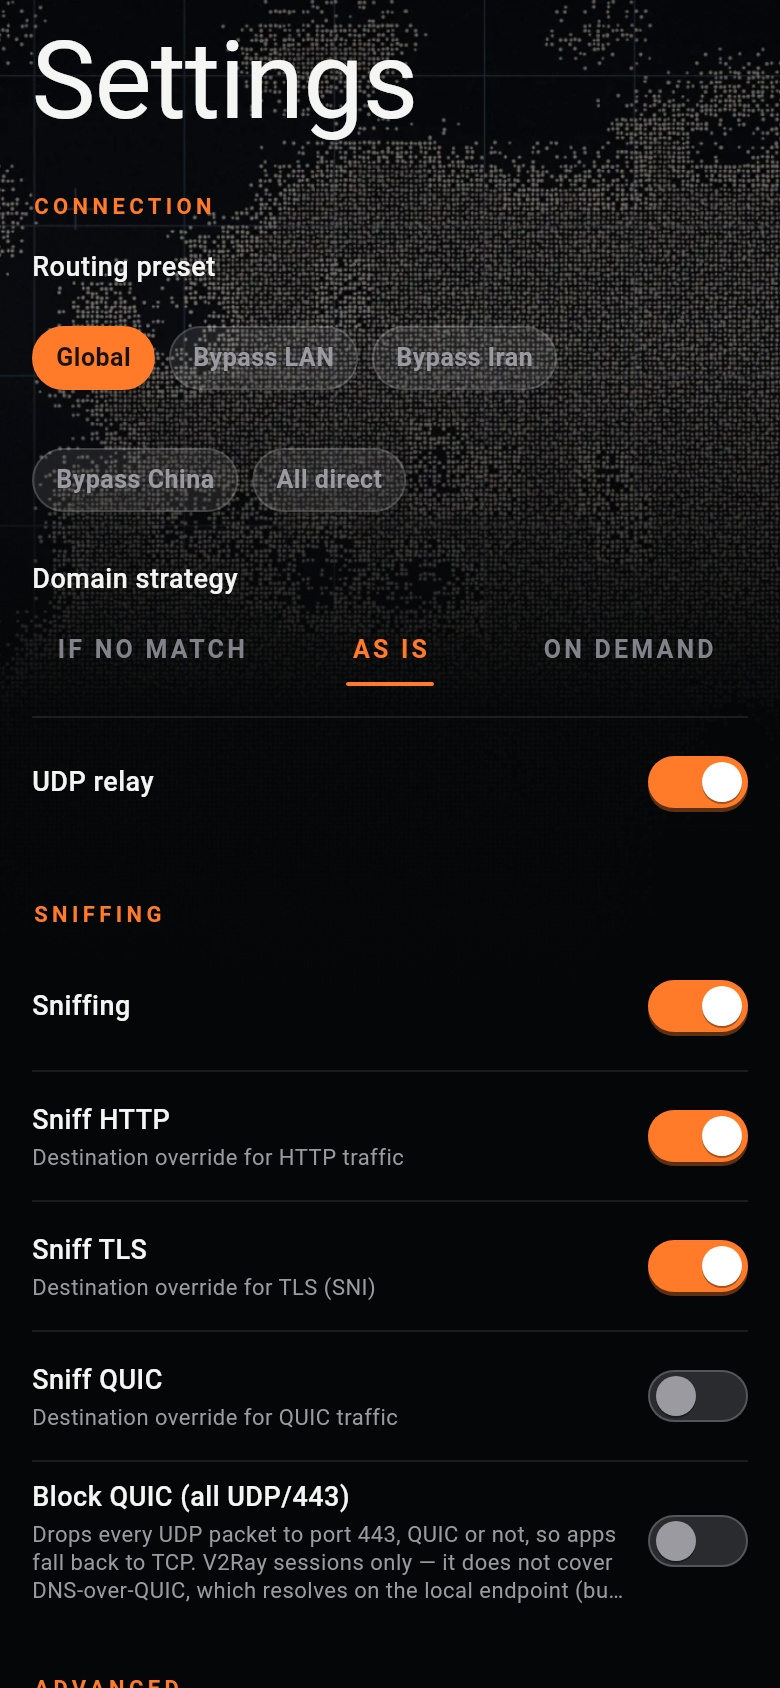 Settings
CONNECTION
Routing preset
Global
Bypass LAN
Bypass Iran
Bypass China
All direct
Domain strategy
IF NO MATCH
AS IS
ON DEMAND
UDP relay
SNIFFING
Sniffing
Sniff HTTP
Destination override for HTTP traffic
Sniff TLS
Destination override for TLS (SNI)
Sniff QUIC
Destination override for QUIC traffic
Block QUIC (all UDP/443)
Drops every UDP packet to port 443, QUIC or not, so apps
fall back to TCP. V2Ray sessions only — it does not cover
DNS-over-QUIC, which resolves on the local endpoint (bu…
ADVANCED